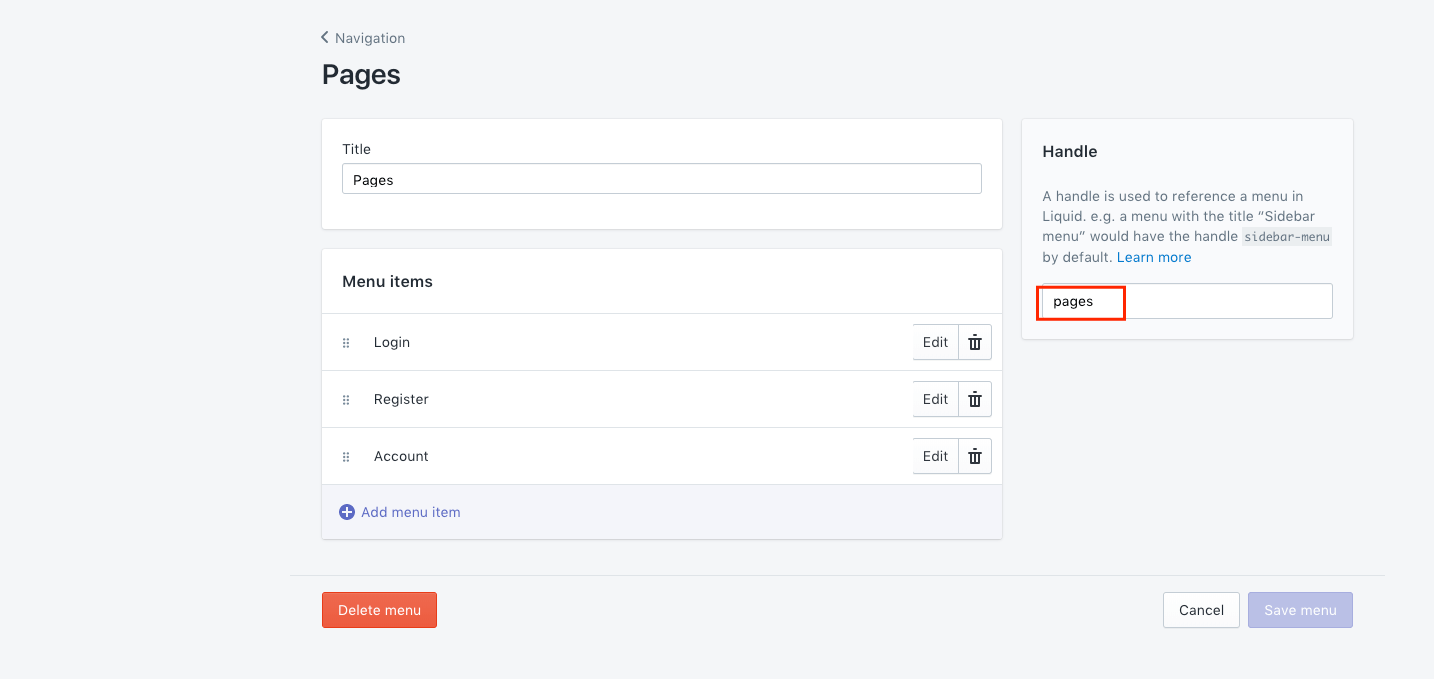 Navigation
Pages
Title
Pages
Menu items
Login Edit
Register Edit
Account Edit
Add menu item
Handle
A handle is used to reference a menu in
Liquid. e.g. a menu with the title “Sidebar
menu” would have the handle sidebar-menu
by default. Learn more
pages
Delete menu
Cancel
Save menu